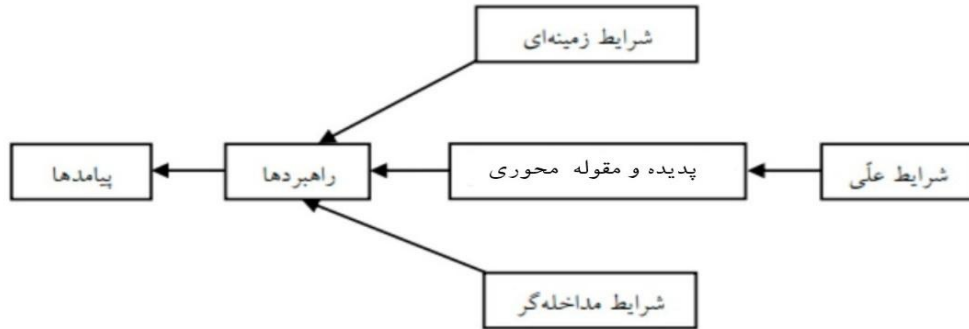 شرایط زمینه‌ای
شرایط علّی
پدیده و مقوله محوری
راهبردها
پیامدها
شرایط مداخله‌گر